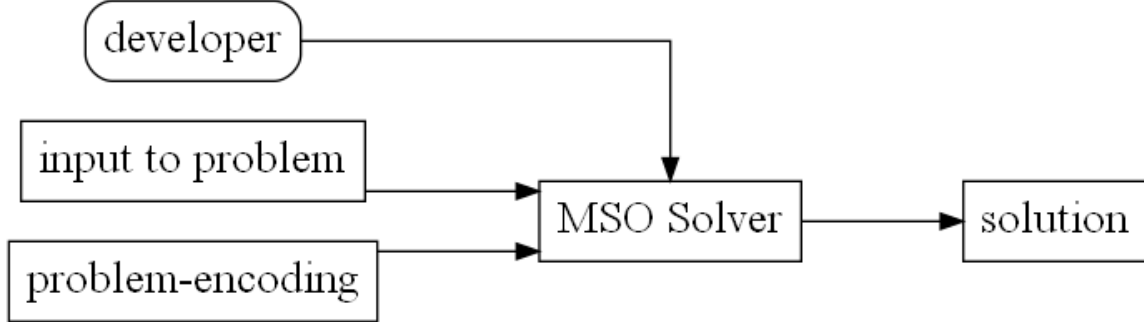 developer
input to problem
MSO Solver
solution
problem-encoding